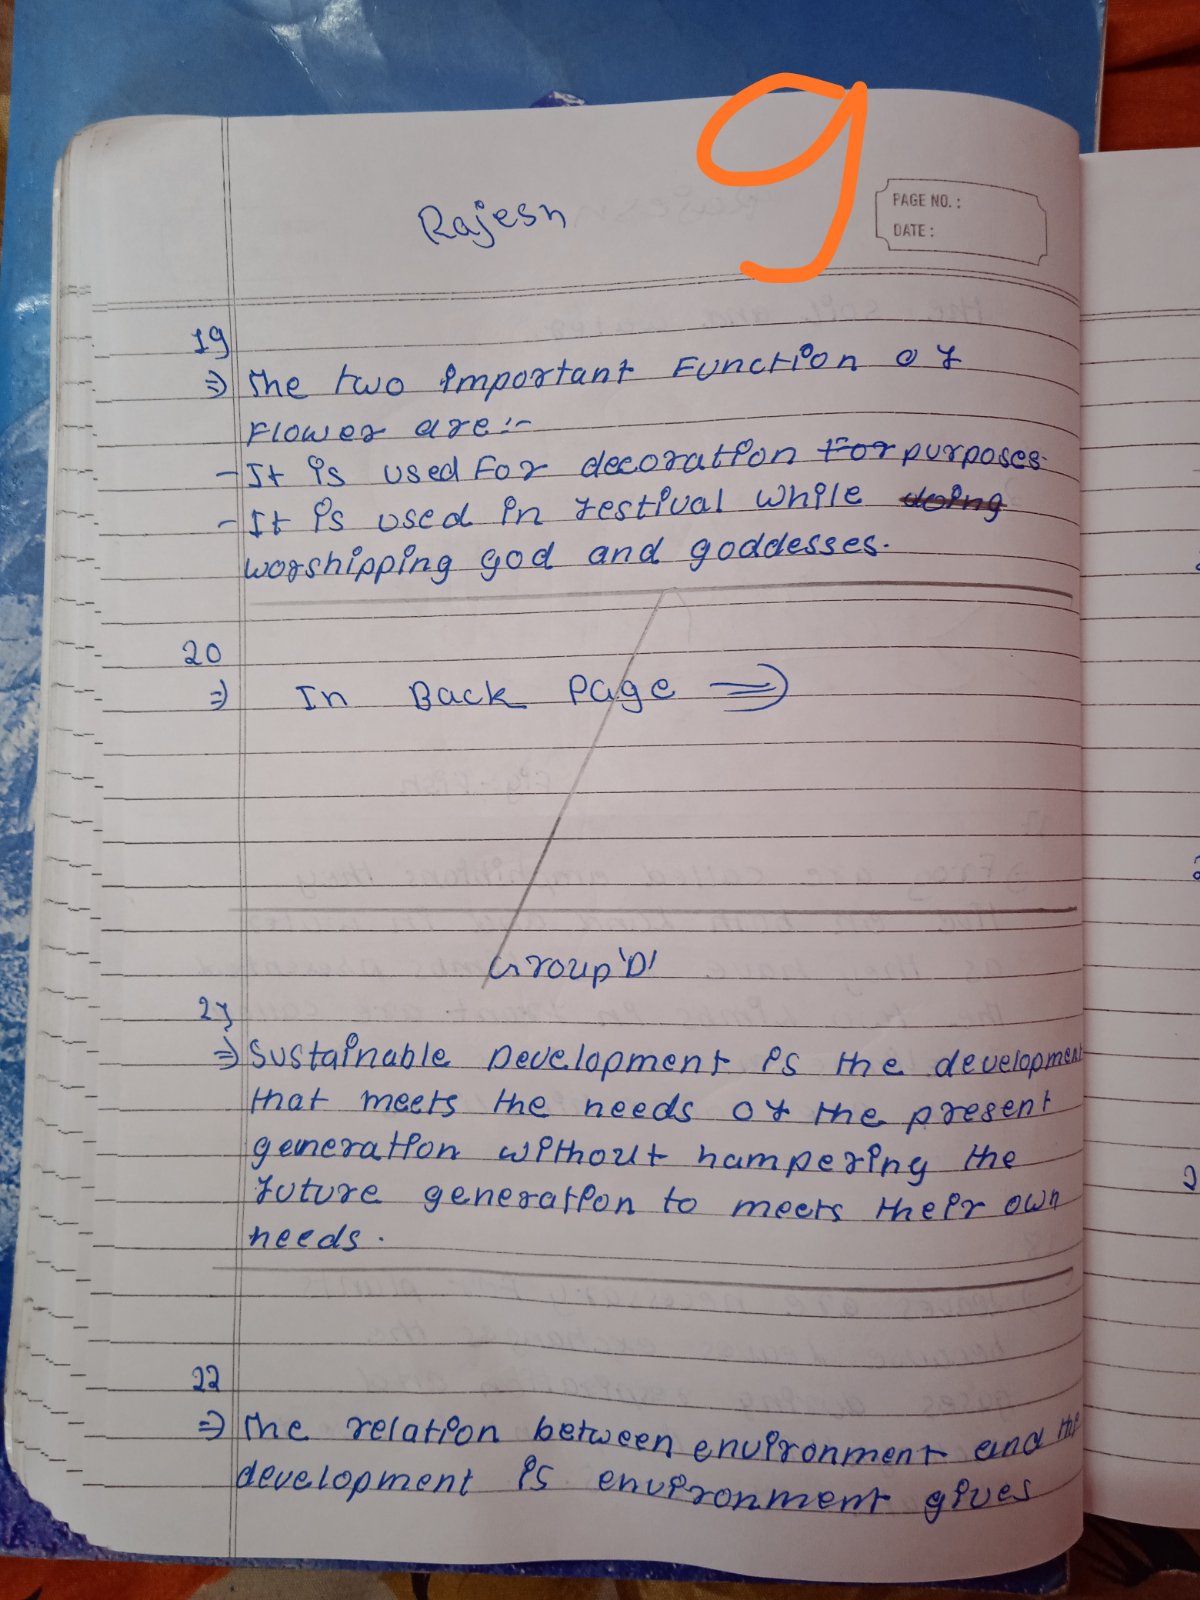 9
Rajesh
PAGE NO. :
DATE :
19
⇒ The two important Function of
Flower are :-
- It is used For decoration For purposes.
- It is used in festival while doing
worshipping god and goddesses.
20
⇒ In Back Page ⇒
Group 'D'
21
⇒ Sustainable Development is the development
that meets the needs of the present
generation without hampering the
future generation to meets their own
needs.
22
⇒ The relation between environment and the
development is environment gives